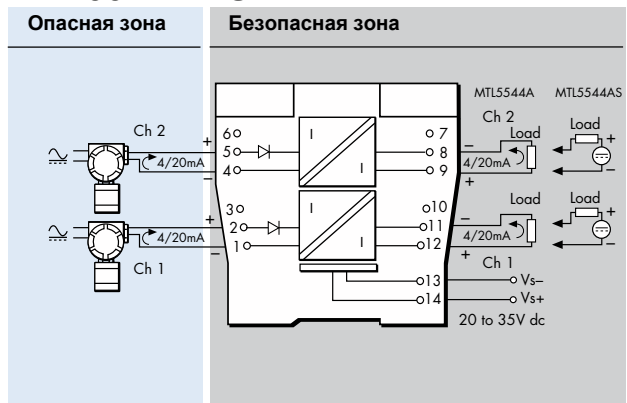 Опасная зона
Безопасная зона
MTL5544A
MTL5544AS
Ch 2
Ch 2
Load
Load
6
7
+
5
8
–
+
4/20mA
4/20mA
4
9
–
+
–
I
I
3
10
Load
Load
+
2
11
–
+
4/20mA
4/20mA
1
12
–
+
–
I
I
Ch 1
Ch 1
13
Vs–
14
Vs+
20 to 35V dc